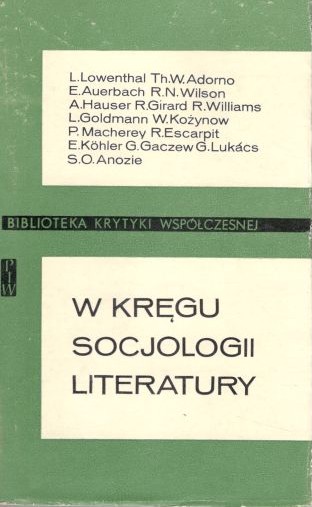 L.Lowenthal Th.W.Adorno
E.Auerbach R.N.Wilson
A.Hauser R.Girard R.Williams
L.Goldmann W.Kożynow
P. Macherey R.Escarpit
E.Köhler G.Gaczew G.Lukács
S.O.Anozie
BIBLIOTEKA KRYTYKI WSPÓŁCZESNEJ
PIW
W KRĘGU
SOCJOLOGII
LITERATURY